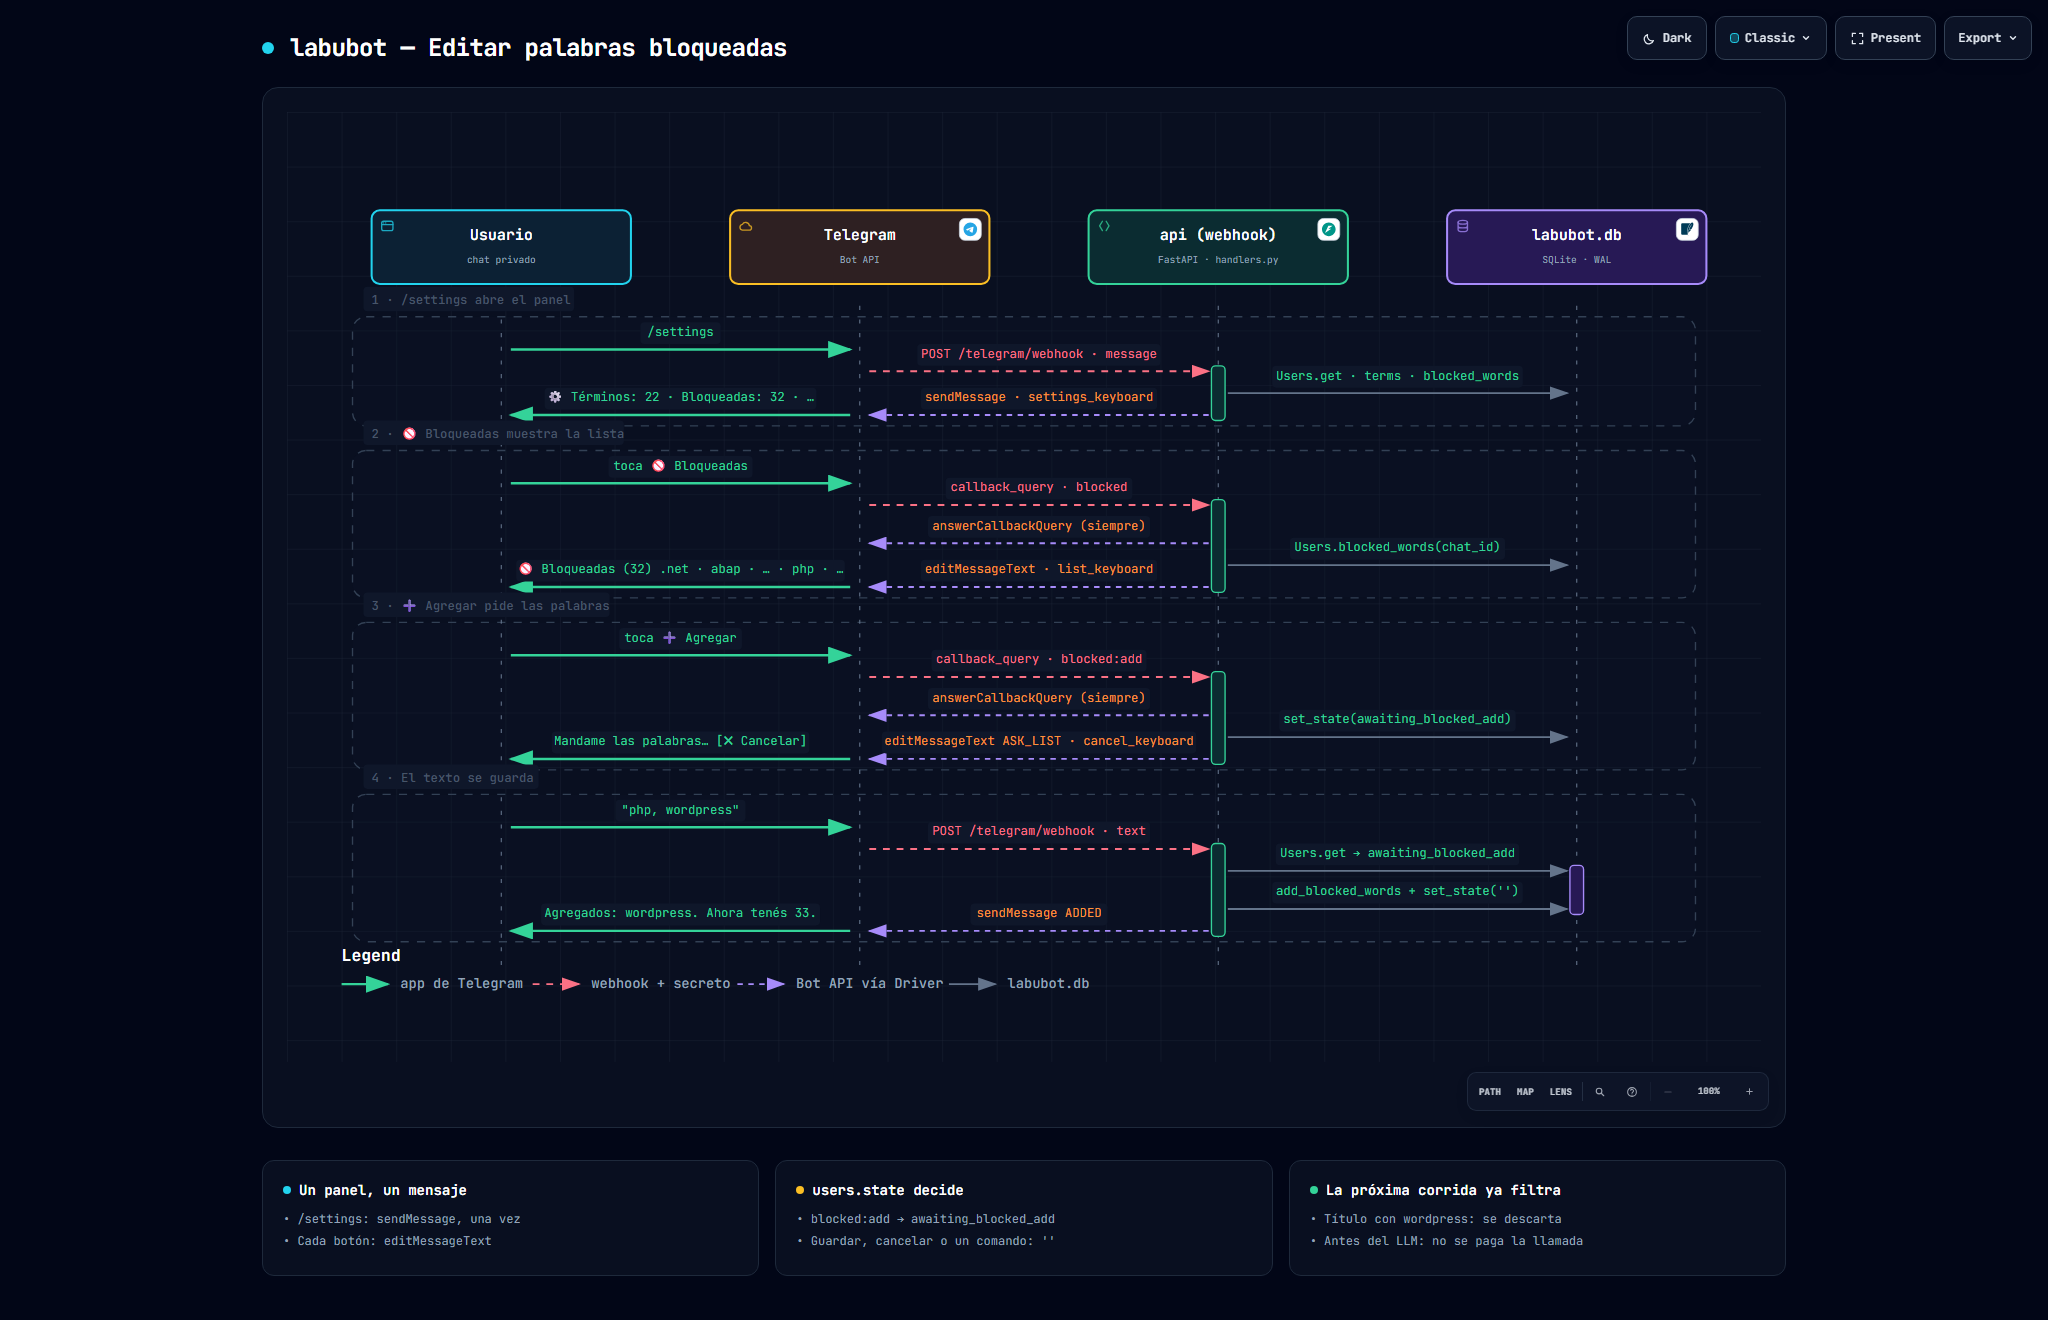 labubot — Editar palabras bloqueadas
Dark
Classic
Present
Export
Usuario
chat privado
Telegram
Bot API
api (webhook)
FastAPI · handlers.py
labubot.db
SQLite · WAL
1 · /settings abre el panel
/settings
POST /telegram/webhook · message
Users.get · terms · blocked_words
⚙ Términos: 22 · Bloqueadas: 32 · …
sendMessage · settings_keyboard
2 · 🚫 Bloqueadas muestra la lista
toca 🚫 Bloqueadas
callback_query · blocked
answerCallbackQuery (siempre)
Users.blocked_words(chat_id)
🚫 Bloqueadas (32) .net · abap · … · php · …
editMessageText · list_keyboard
3 · ➕ Agregar pide las palabras
toca ➕ Agregar
callback_query · blocked:add
answerCallbackQuery (siempre)
set_state(awaiting_blocked_add)
Mandame las palabras… [❌ Cancelar]
editMessageText ASK_LIST · cancel_keyboard
4 · El texto se guarda
"php, wordpress"
POST /telegram/webhook · text
Users.get → awaiting_blocked_add
add_blocked_words + set_state('')
Agregados: wordpress. Ahora tenés 33.
sendMessage ADDED
Legend
app de Telegram
webhook + secreto
Bot API vía Driver
labubot.db
PATH
MAP
LENS
100%
Un panel, un mensaje
• /settings: sendMessage, una vez
• Cada botón: editMessageText
users.state decide
• blocked:add → awaiting_blocked_add
• Guardar, cancelar o un comando: ''
La próxima corrida ya filtra
• Título con wordpress: se descarta
• Antes del LLM: no se paga la llamada